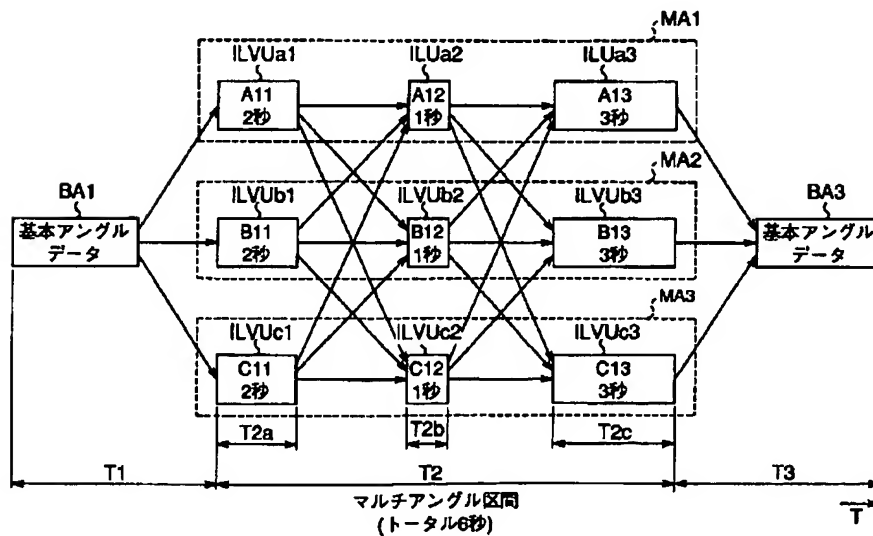 MA1
ILVUa1 ILUa2 ILUa3
A11 A12 A13
2秒 1秒 3秒
MA2
BA1 ILVUb1 ILVUb2 ILVUb3 BA3
基本アングル
データ
B11 B12 B13
2秒 1秒 3秒
基本アングル
データ
MA3
ILVUc1 ILVUc2 ILVUc3
C11 C12 C13
2秒 1秒 3秒
T2a T2b T2c
T1 T2 T3
マルチアングル区間
(トータル6秒)
T